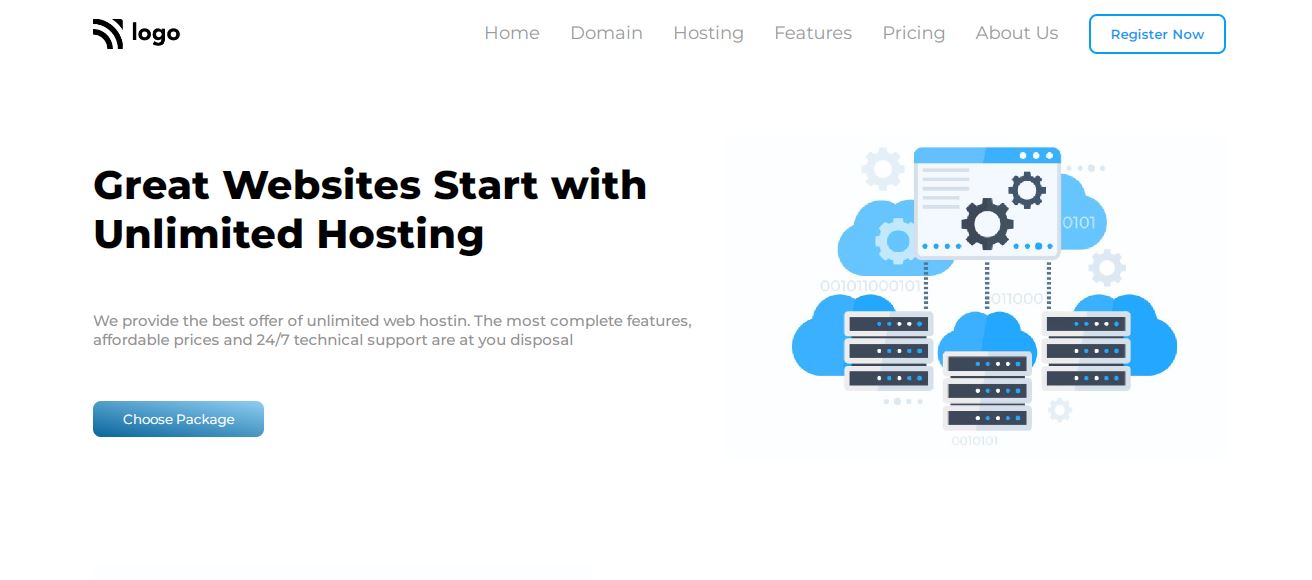 logo
Home Domain Hosting Features Pricing About Us Register Now
Great Websites Start with
Unlimited Hosting
We provide the best offer of unlimited web hostin. The most complete features,
affordable prices and 24/7 technical support are at you disposal
Choose Package
0101
001011000101
011000
0010101